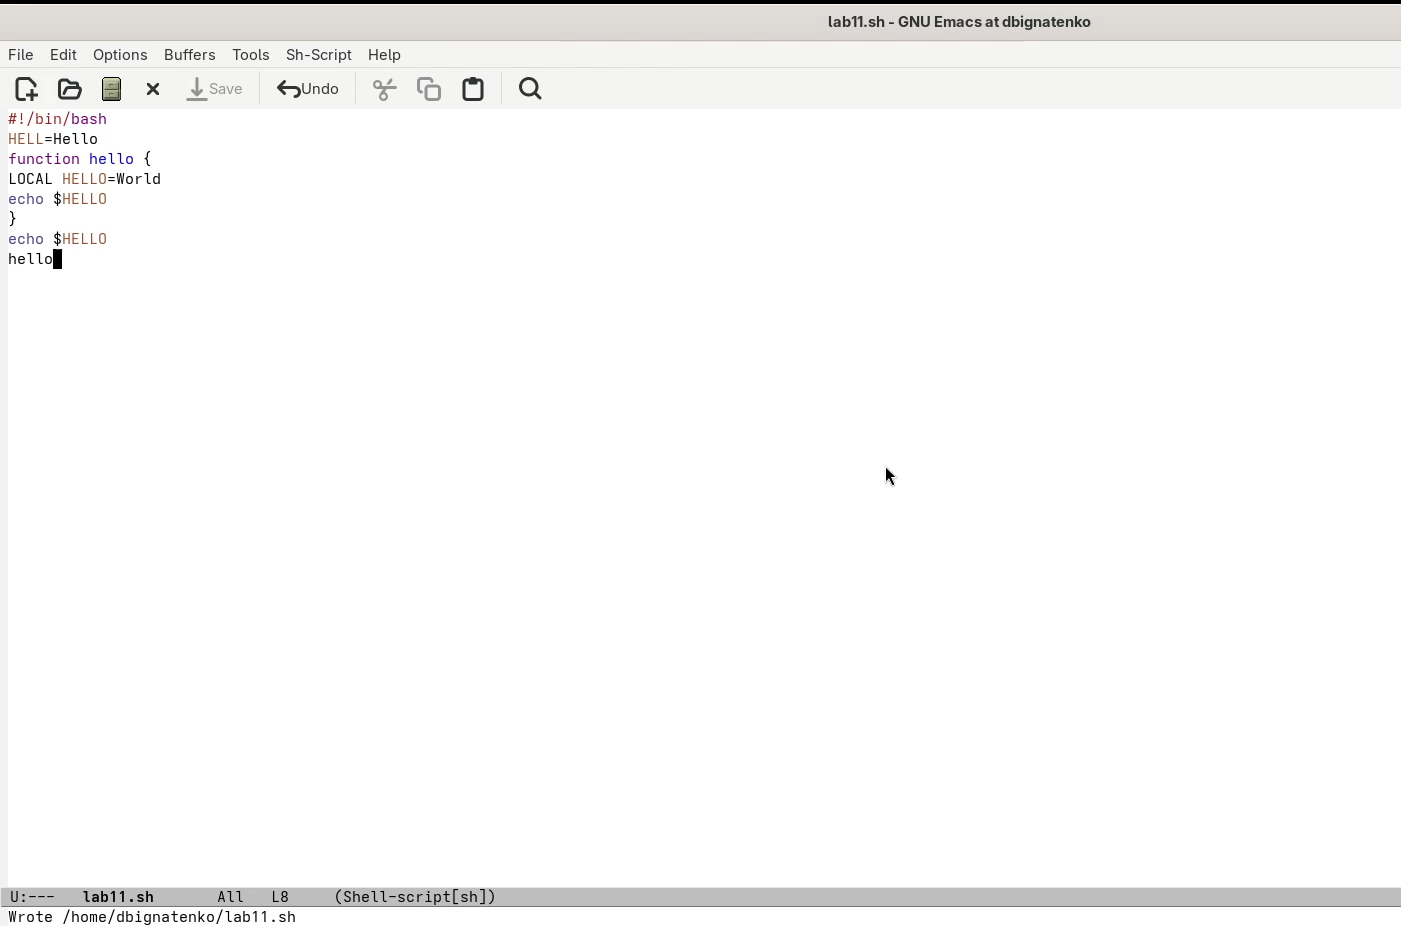 lab11.sh - GNU Emacs at dbignatenko
File Edit Options Buffers Tools Sh-Script Help
Save Undo
#!/bin/bash
HELL=Hello
function hello {
LOCAL HELLO=World
echo $HELLO
}
echo $HELLO
hello
U:--- lab11.sh All L8 (Shell-script[sh])
Wrote /home/dbignatenko/lab11.sh